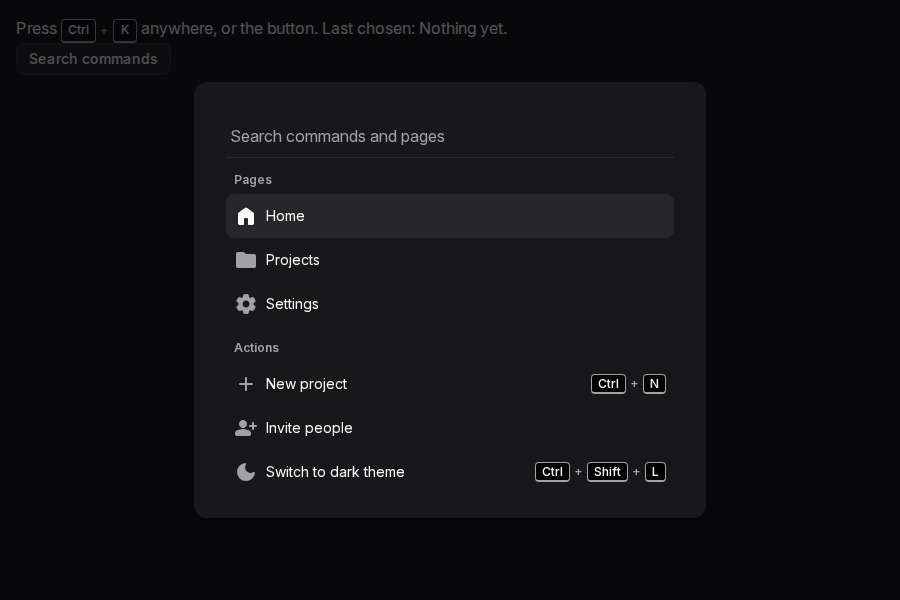 Press Ctrl + K anywhere, or the button. Last chosen: Nothing yet.
Search commands
Search commands and pages
Pages
Home
Projects
Settings
Actions
New project Ctrl + N
Invite people
Switch to dark theme Ctrl + Shift + L